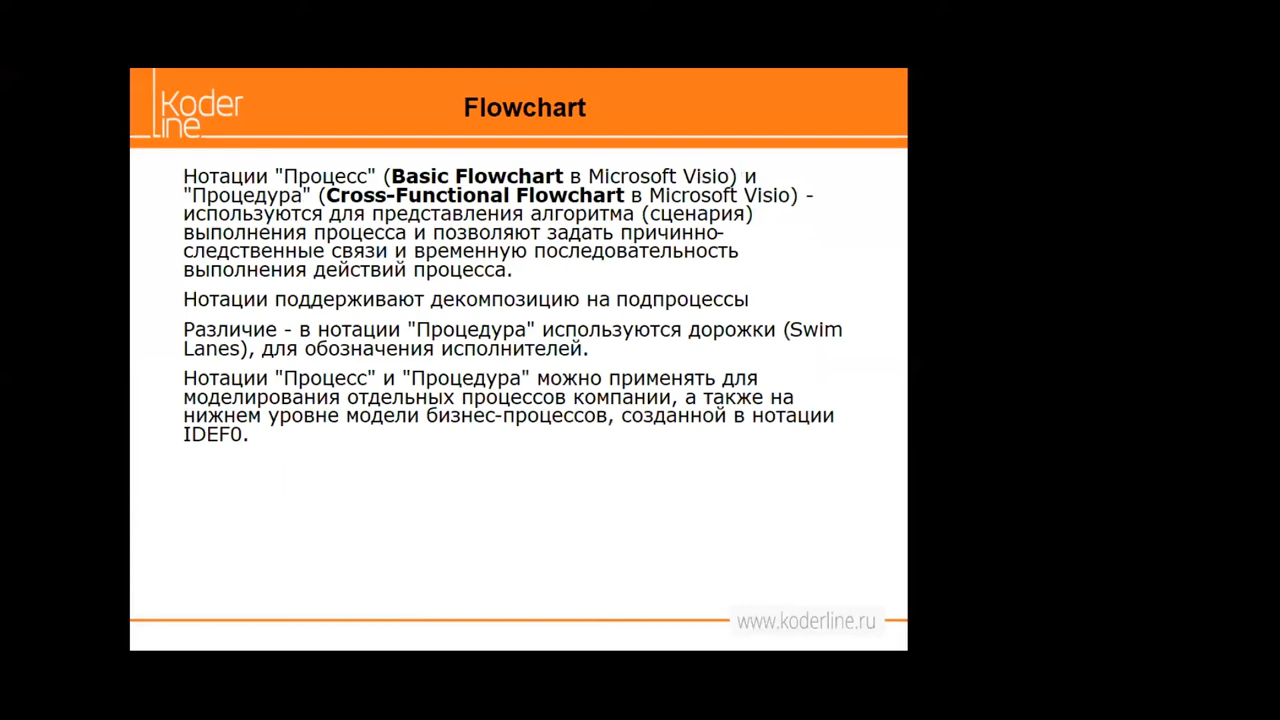 Koder
line
Flowchart
Нотации "Процесс" (Basic Flowchart в Microsoft Visio) и
"Процедура" (Cross-Functional Flowchart в Microsoft Visio) -
используются для представления алгоритма (сценария)
выполнения процесса и позволяют задать причинно-
следственные связи и временную последовательность
выполнения действий процесса.
Нотации поддерживают декомпозицию на подпроцессы
Различие - в нотации "Процедура" используются дорожки (Swim
Lanes), для обозначения исполнителей.
Нотации "Процесс" и "Процедура" можно применять для
моделирования отдельных процессов компании, а также на
нижнем уровне модели бизнес-процессов, созданной в нотации
IDEF0.
www.koderline.ru